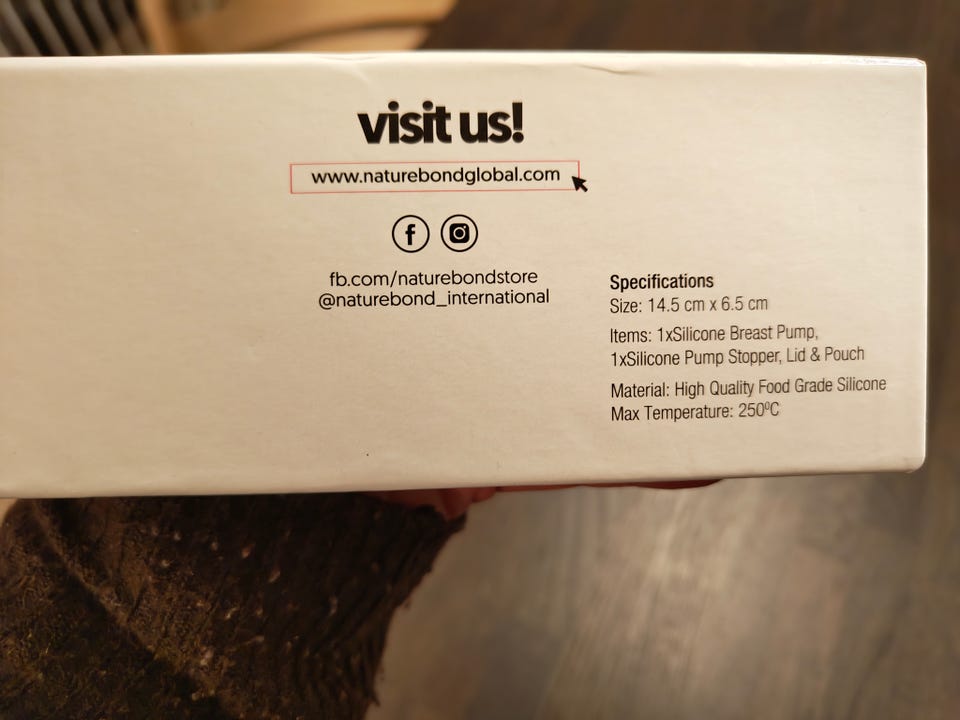 visit us!
www.naturebondglobal.com
fb.com/naturebondstore
@naturebond_international
Specifications
Size: 14.5 cm x 6.5 cm
Items: 1xSilicone Breast Pump,
1xSilicone Pump Stopper, Lid & Pouch
Material: High Quality Food Grade Silicone
Max Temperature: 250⁰C